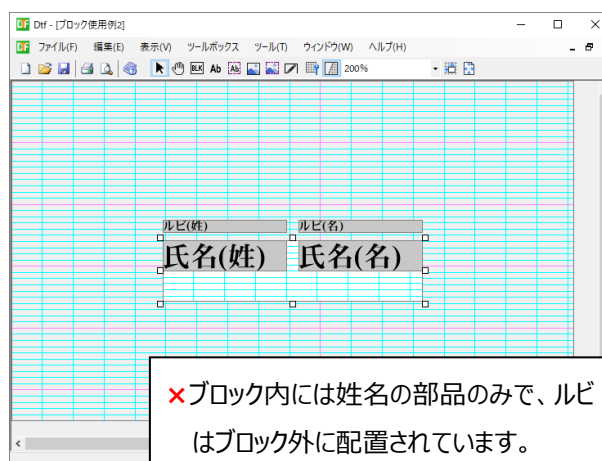 Dtf - [ブロック使用例2]
ファイル(F) 編集(E) 表示(V) ツールボックス ツール(T) ウィンドウ(W) ヘルプ(H)
BLK Ab Ab 200%
ルビ(姓) ルビ(名)
氏名(姓) 氏名(名)
×ブロック内には姓名の部品のみで、ルビ
はブロック外に配置されています。